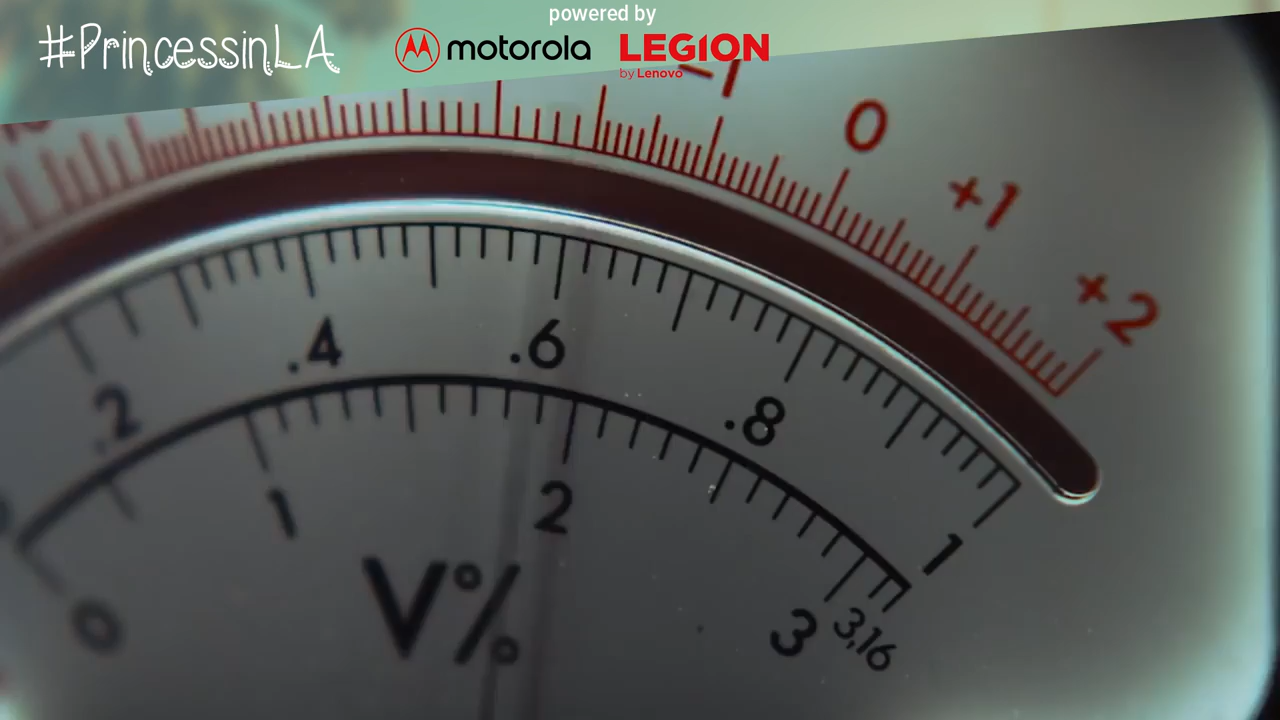 powered by
#PrincessinLA
motorola
LEGION
by Lenovo
-1
0
+1
+2
.2
.4
.6
.8
1
0
1
2
3
3,16
V%